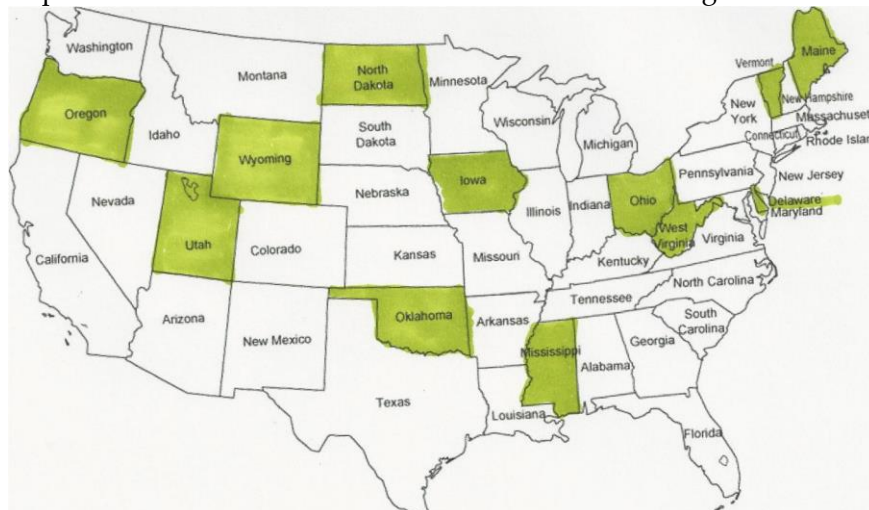 Washington
Montana
North
Dakota
Minnesota
Maine
Vermont
Oregon
Idaho
Wyoming
South
Dakota
Wisconsin
Michigan
New
York
New Hampshire
Massachuset
Connecticut
Rhode Islan
Nevada
Utah
Colorado
Nebraska
Iowa
Illinois
Indiana
Ohio
Pennsylvania
New Jersey
Delaware
Maryland
West
Virginia
Virginia
California
Kansas
Missouri
Kentucky
Arizona
New Mexico
Oklahoma
Arkansas
Tennessee
North Carolina
South
Carolina
Texas
Louisiana
Mississippi
Alabama
Georgia
Florida